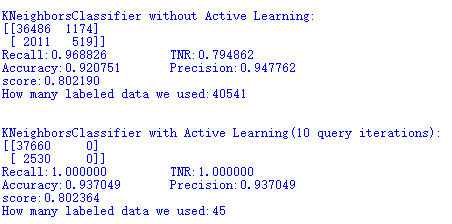 KNeighborsClassifier without Active Learning:
[[36486  1174]
 [ 2011   519]]
Recall:0.968826         TNR:0.794862
Accuracy:0.920751       Precision:0.947762
score:0.802190
How many labeled data we used:40541
KNeighborsClassifier with Active Learning(10 query iterations):
[[37660     0]
 [ 2530     0]]
Recall:1.000000         TNR:1.000000
Accuracy:0.937049       Precision:0.937049
score:0.802364
How many labeled data we used:45